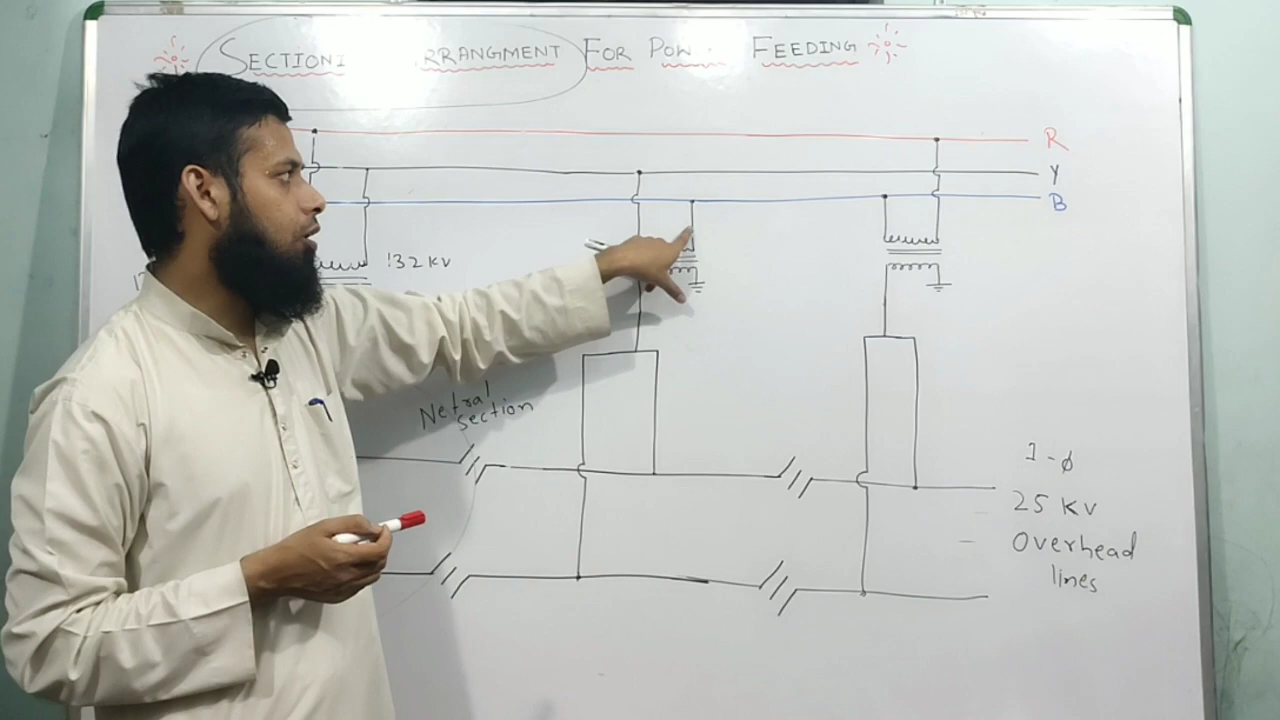 SECTIONI RRANGMENT FOR POW. FEEDING
R
Y
B
132 KV
Netral
section
1-ϕ
25 KV
Overhead
lines